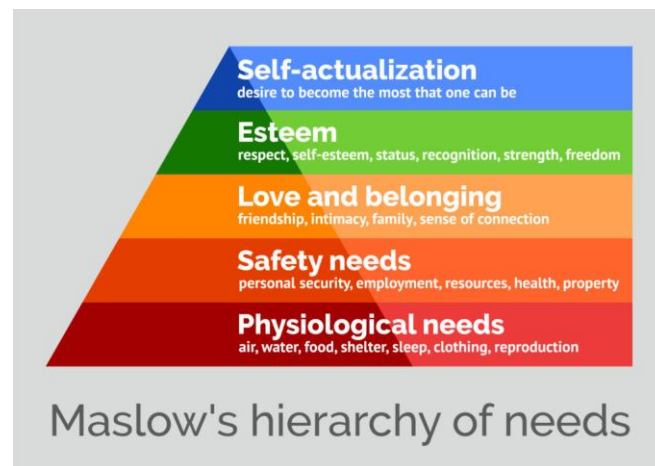 Self-actualization
desire to become the most that one can be
Esteem
respect, self-esteem, status, recognition, strength, freedom
Love and belonging
friendship, intimacy, family, sense of connection
Safety needs
personal security, employment, resources, health, property
Physiological needs
air, water, food, shelter, sleep, clothing, reproduction
Maslow's hierarchy of needs